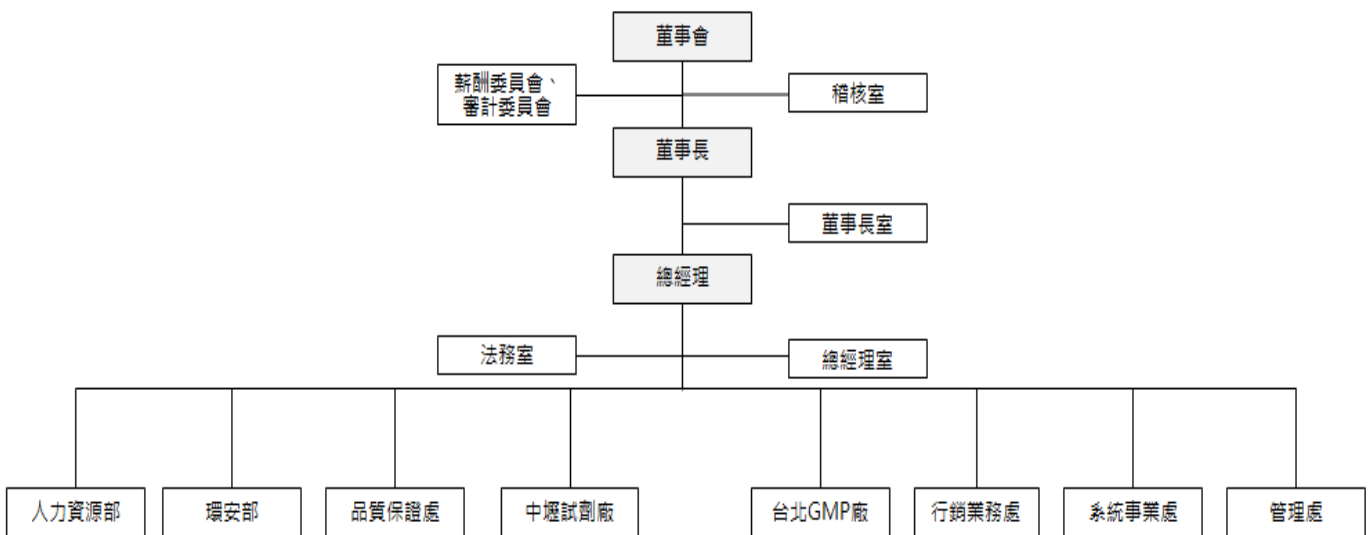 董事會
薪酬委員會、
審計委員會
稽核室
董事長
董事長室
總經理
法務室
總經理室
人力資源部
環安部
品質保證處
中壢試劑廠
台北GMP廠
行銷業務處
系統事業處
管理處